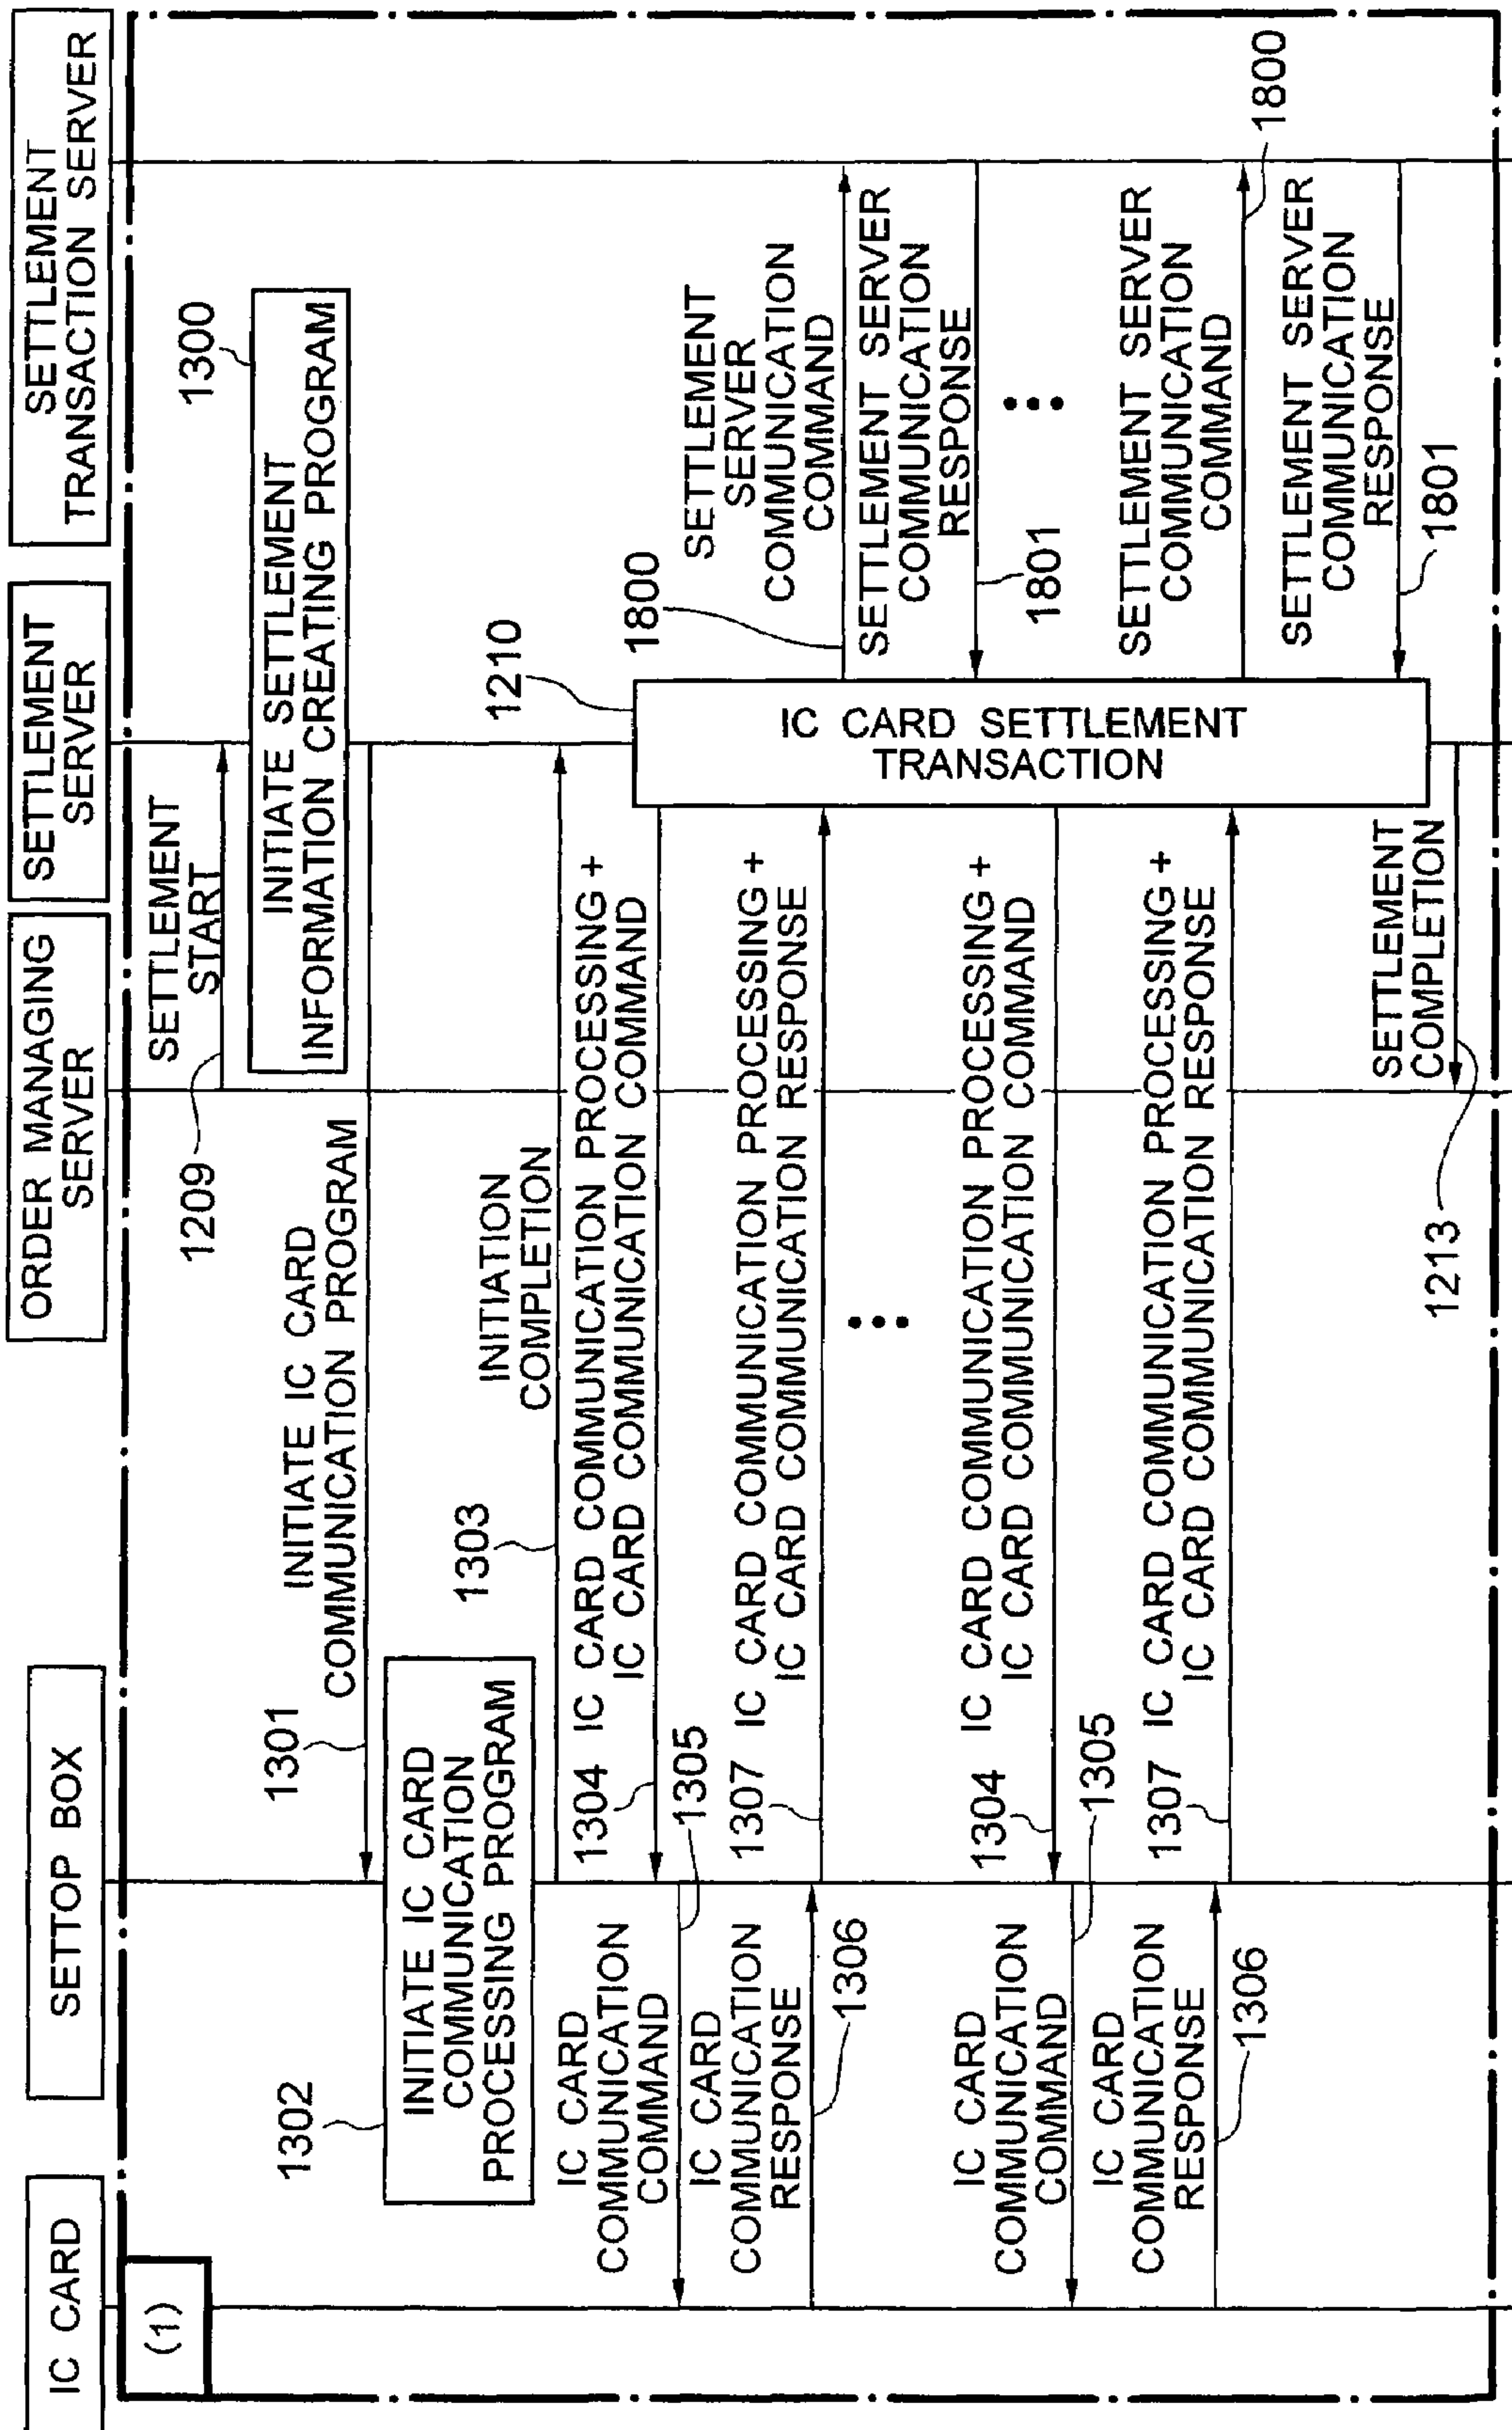 IC CARD
SETTOP BOX
ORDER MANAGING
SERVER
SETTLEMENT
SERVER
SETTLEMENT
TRANSACTION SERVER
(1)
SETTLEMENT
START
1209
1300
INITIATE SETTLEMENT
INFORMATION CREATING PROGRAM
1301
INITIATE IC CARD
COMMUNICATION PROGRAM
1302
INITIATE IC CARD
COMMUNICATION
PROCESSING PROGRAM
1303
INITIATION
COMPLETION
1210
IC CARD SETTLEMENT
TRANSACTION
1304
IC CARD COMMUNICATION PROCESSING +
IC CARD COMMUNICATION COMMAND
IC CARD
COMMUNICATION
COMMAND
1305
IC CARD
COMMUNICATION
RESPONSE
1306
1307
IC CARD COMMUNICATION PROCESSING +
IC CARD COMMUNICATION RESPONSE
1800
SETTLEMENT
SERVER
COMMUNICATION
COMMAND
SETTLEMENT SERVER
COMMUNICATION
RESPONSE
1801
1304
IC CARD COMMUNICATION PROCESSING +
IC CARD COMMUNICATION COMMAND
IC CARD
COMMUNICATION
COMMAND
1305
IC CARD
COMMUNICATION
RESPONSE
1306
1307
IC CARD COMMUNICATION PROCESSING +
IC CARD COMMUNICATION RESPONSE
SETTLEMENT SERVER
COMMUNICATION
COMMAND
1800
SETTLEMENT SERVER
COMMUNICATION
RESPONSE
1801
SETTLEMENT
COMPLETION
1213